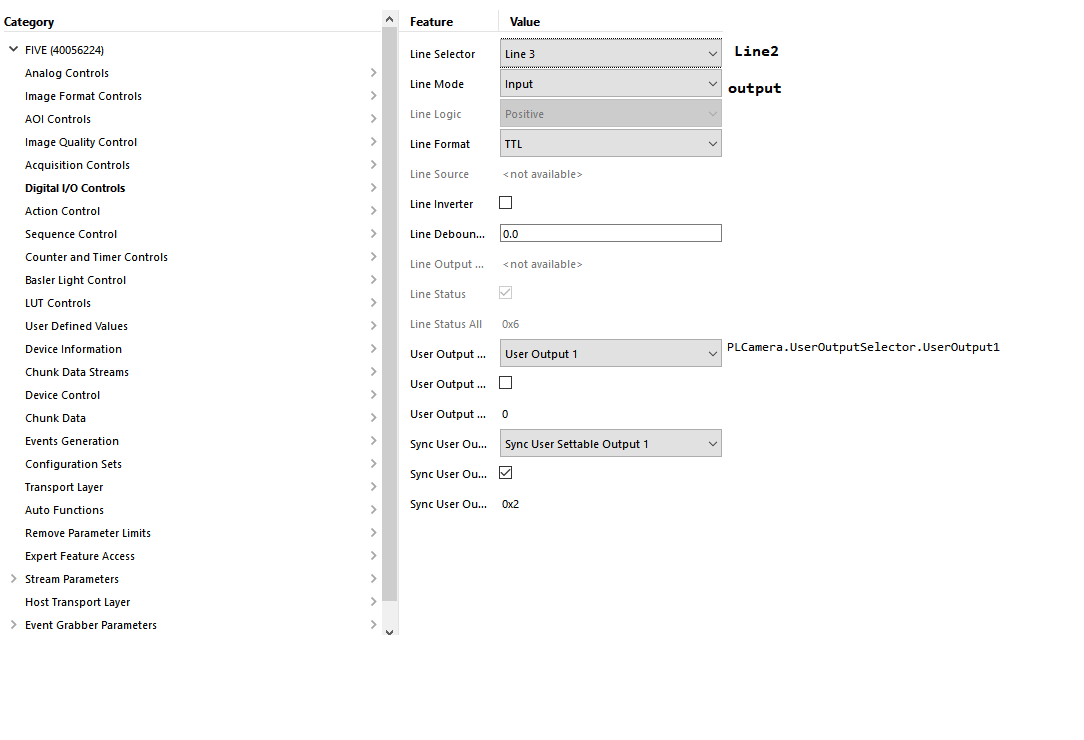 Category
FIVE (40056224)
Analog Controls
Image Format Controls
AOI Controls
Image Quality Control
Acquisition Controls
Digital I/O Controls
Action Control
Sequence Control
Counter and Timer Controls
Basler Light Control
LUT Controls
User Defined Values
Device Information
Chunk Data Streams
Device Control
Chunk Data
Events Generation
Configuration Sets
Transport Layer
Auto Functions
Remove Parameter Limits
Expert Feature Access
Stream Parameters
Host Transport Layer
Event Grabber Parameters
Feature Value
Line Selector Line 3 Line2
Line Mode Input output
Line Logic Positive
Line Format TTL
Line Source <not available>
Line Inverter
Line Deboun... 0.0
Line Output ... <not available>
Line Status
Line Status All 0x6
User Output ... User Output 1 PLCamera.UserOutputSelector.UserOutput1
User Output ...
User Output ... 0
Sync User Ou... Sync User Settable Output 1
Sync User Ou...
Sync User Ou... 0x2